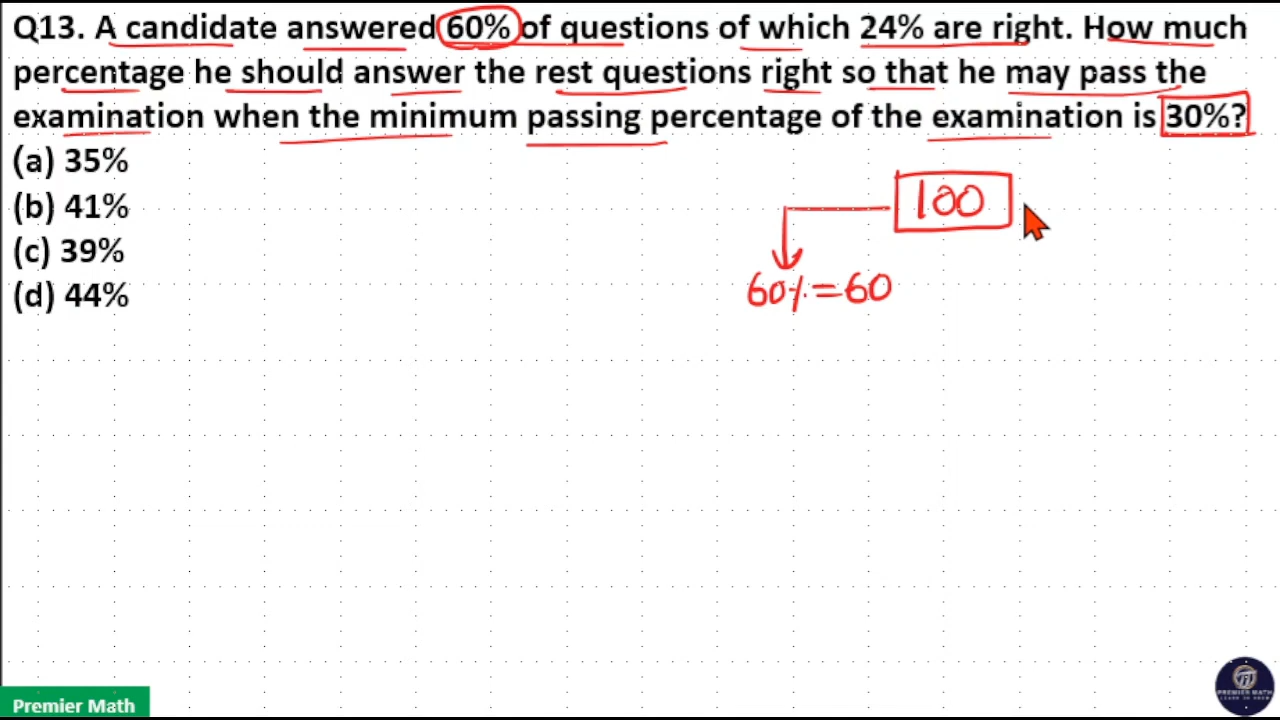 Q13. A candidate answered 60% of questions of which 24% are right. How much
percentage he should answer the rest questions right so that he may pass the
examination when the minimum passing percentage of the examination is 30%?
(a) 35%
(b) 41%
(c) 39%
(d) 44%
100
60%=60
Premier Math
PREMIER MATH